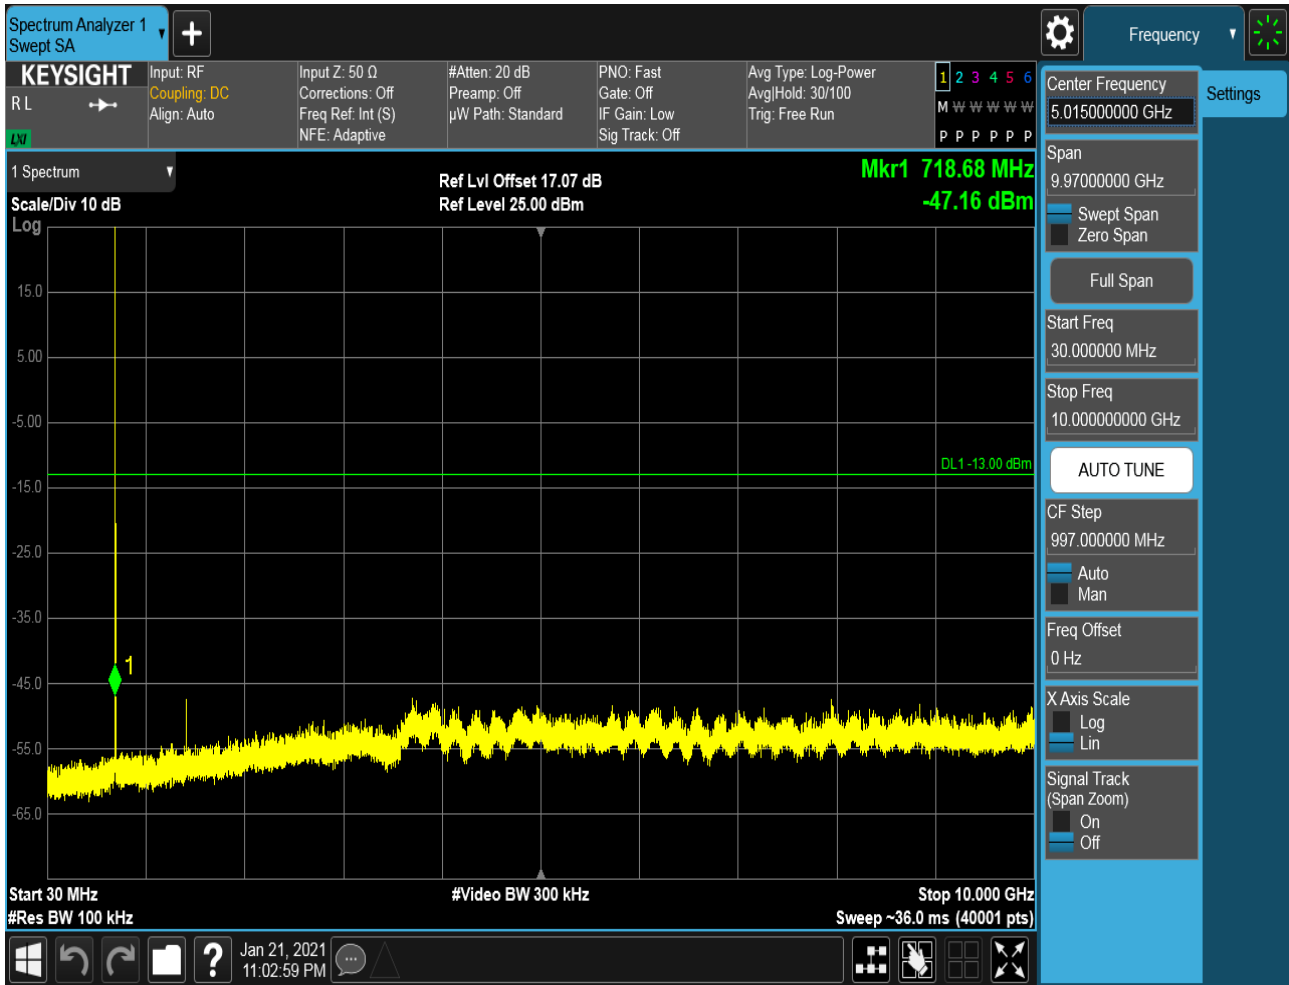 Spectrum Analyzer 1
Swept SA
Frequency
KEYSIGHT
R L
LXI
Input: RF
Coupling: DC
Align: Auto
Input Z: 50 Ω
Corrections: Off
Freq Ref: Int (S)
NFE: Adaptive
#Atten: 20 dB
Preamp: Off
µW Path: Standard
PNO: Fast
Gate: Off
IF Gain: Low
Sig Track: Off
Avg Type: Log-Power
Avg|Hold: 30/100
Trig: Free Run
1 2 3 4 5 6
M W W W W W
P P P P P P
1 Spectrum
Scale/Div 10 dB
Log
Ref Lvl Offset 17.07 dB
Ref Level 25.00 dBm
Mkr1 718.68 MHz
-47.16 dBm
15.0
5.00
-5.00
DL1 -13.00 dBm
-15.0
-25.0
-35.0
1
-45.0
-55.0
-65.0
Start 30 MHz
#Video BW 300 kHz
Stop 10.000 GHz
#Res BW 100 kHz
Sweep ~36.0 ms (40001 pts)
?
Jan 21, 2021
11:02:59 PM
Center Frequency
5.015000000 GHz
Settings
Span
9.97000000 GHz
Swept Span
Zero Span
Full Span
Start Freq
30.000000 MHz
Stop Freq
10.000000000 GHz
AUTO TUNE
CF Step
997.000000 MHz
Auto
Man
Freq Offset
0 Hz
X Axis Scale
Log
Lin
Signal Track
(Span Zoom)
On
Off